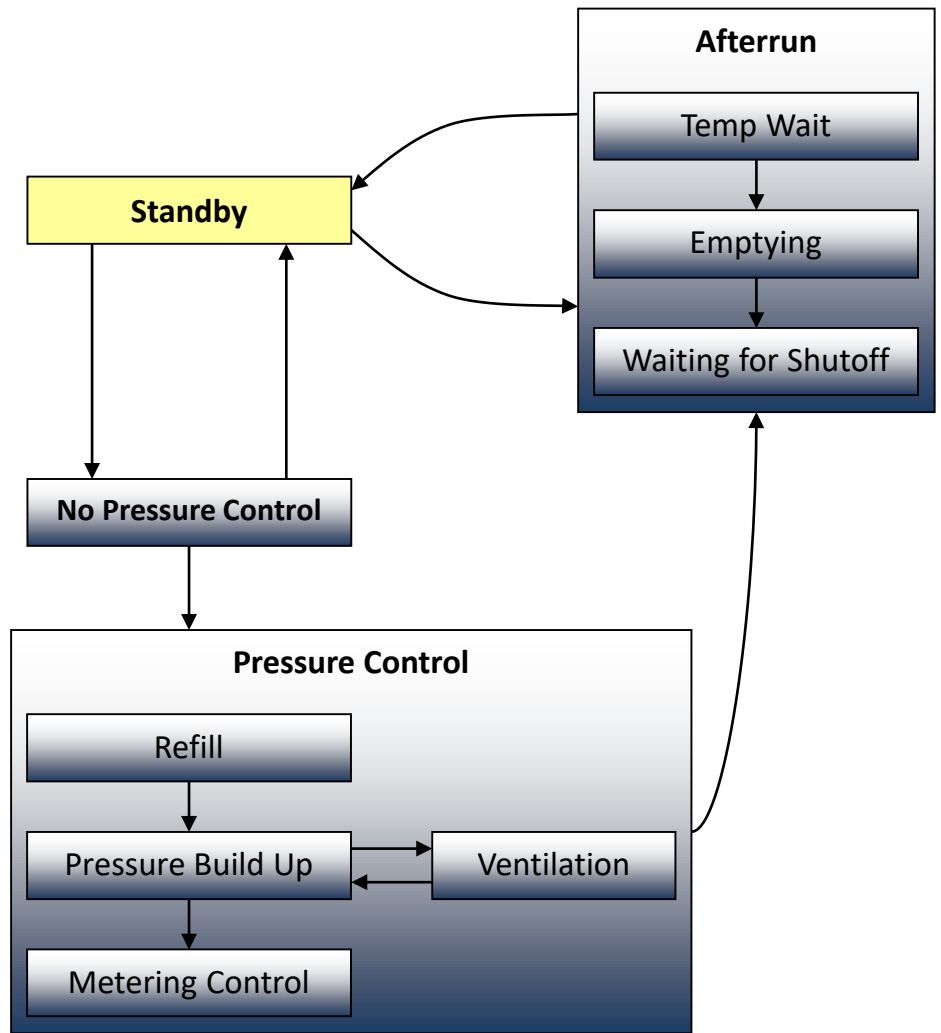 Afterrun
Temp Wait
Standby
Emptying
Waiting for Shutoff
No Pressure Control
Pressure Control
Refill
Pressure Build Up
Ventilation
Metering Control